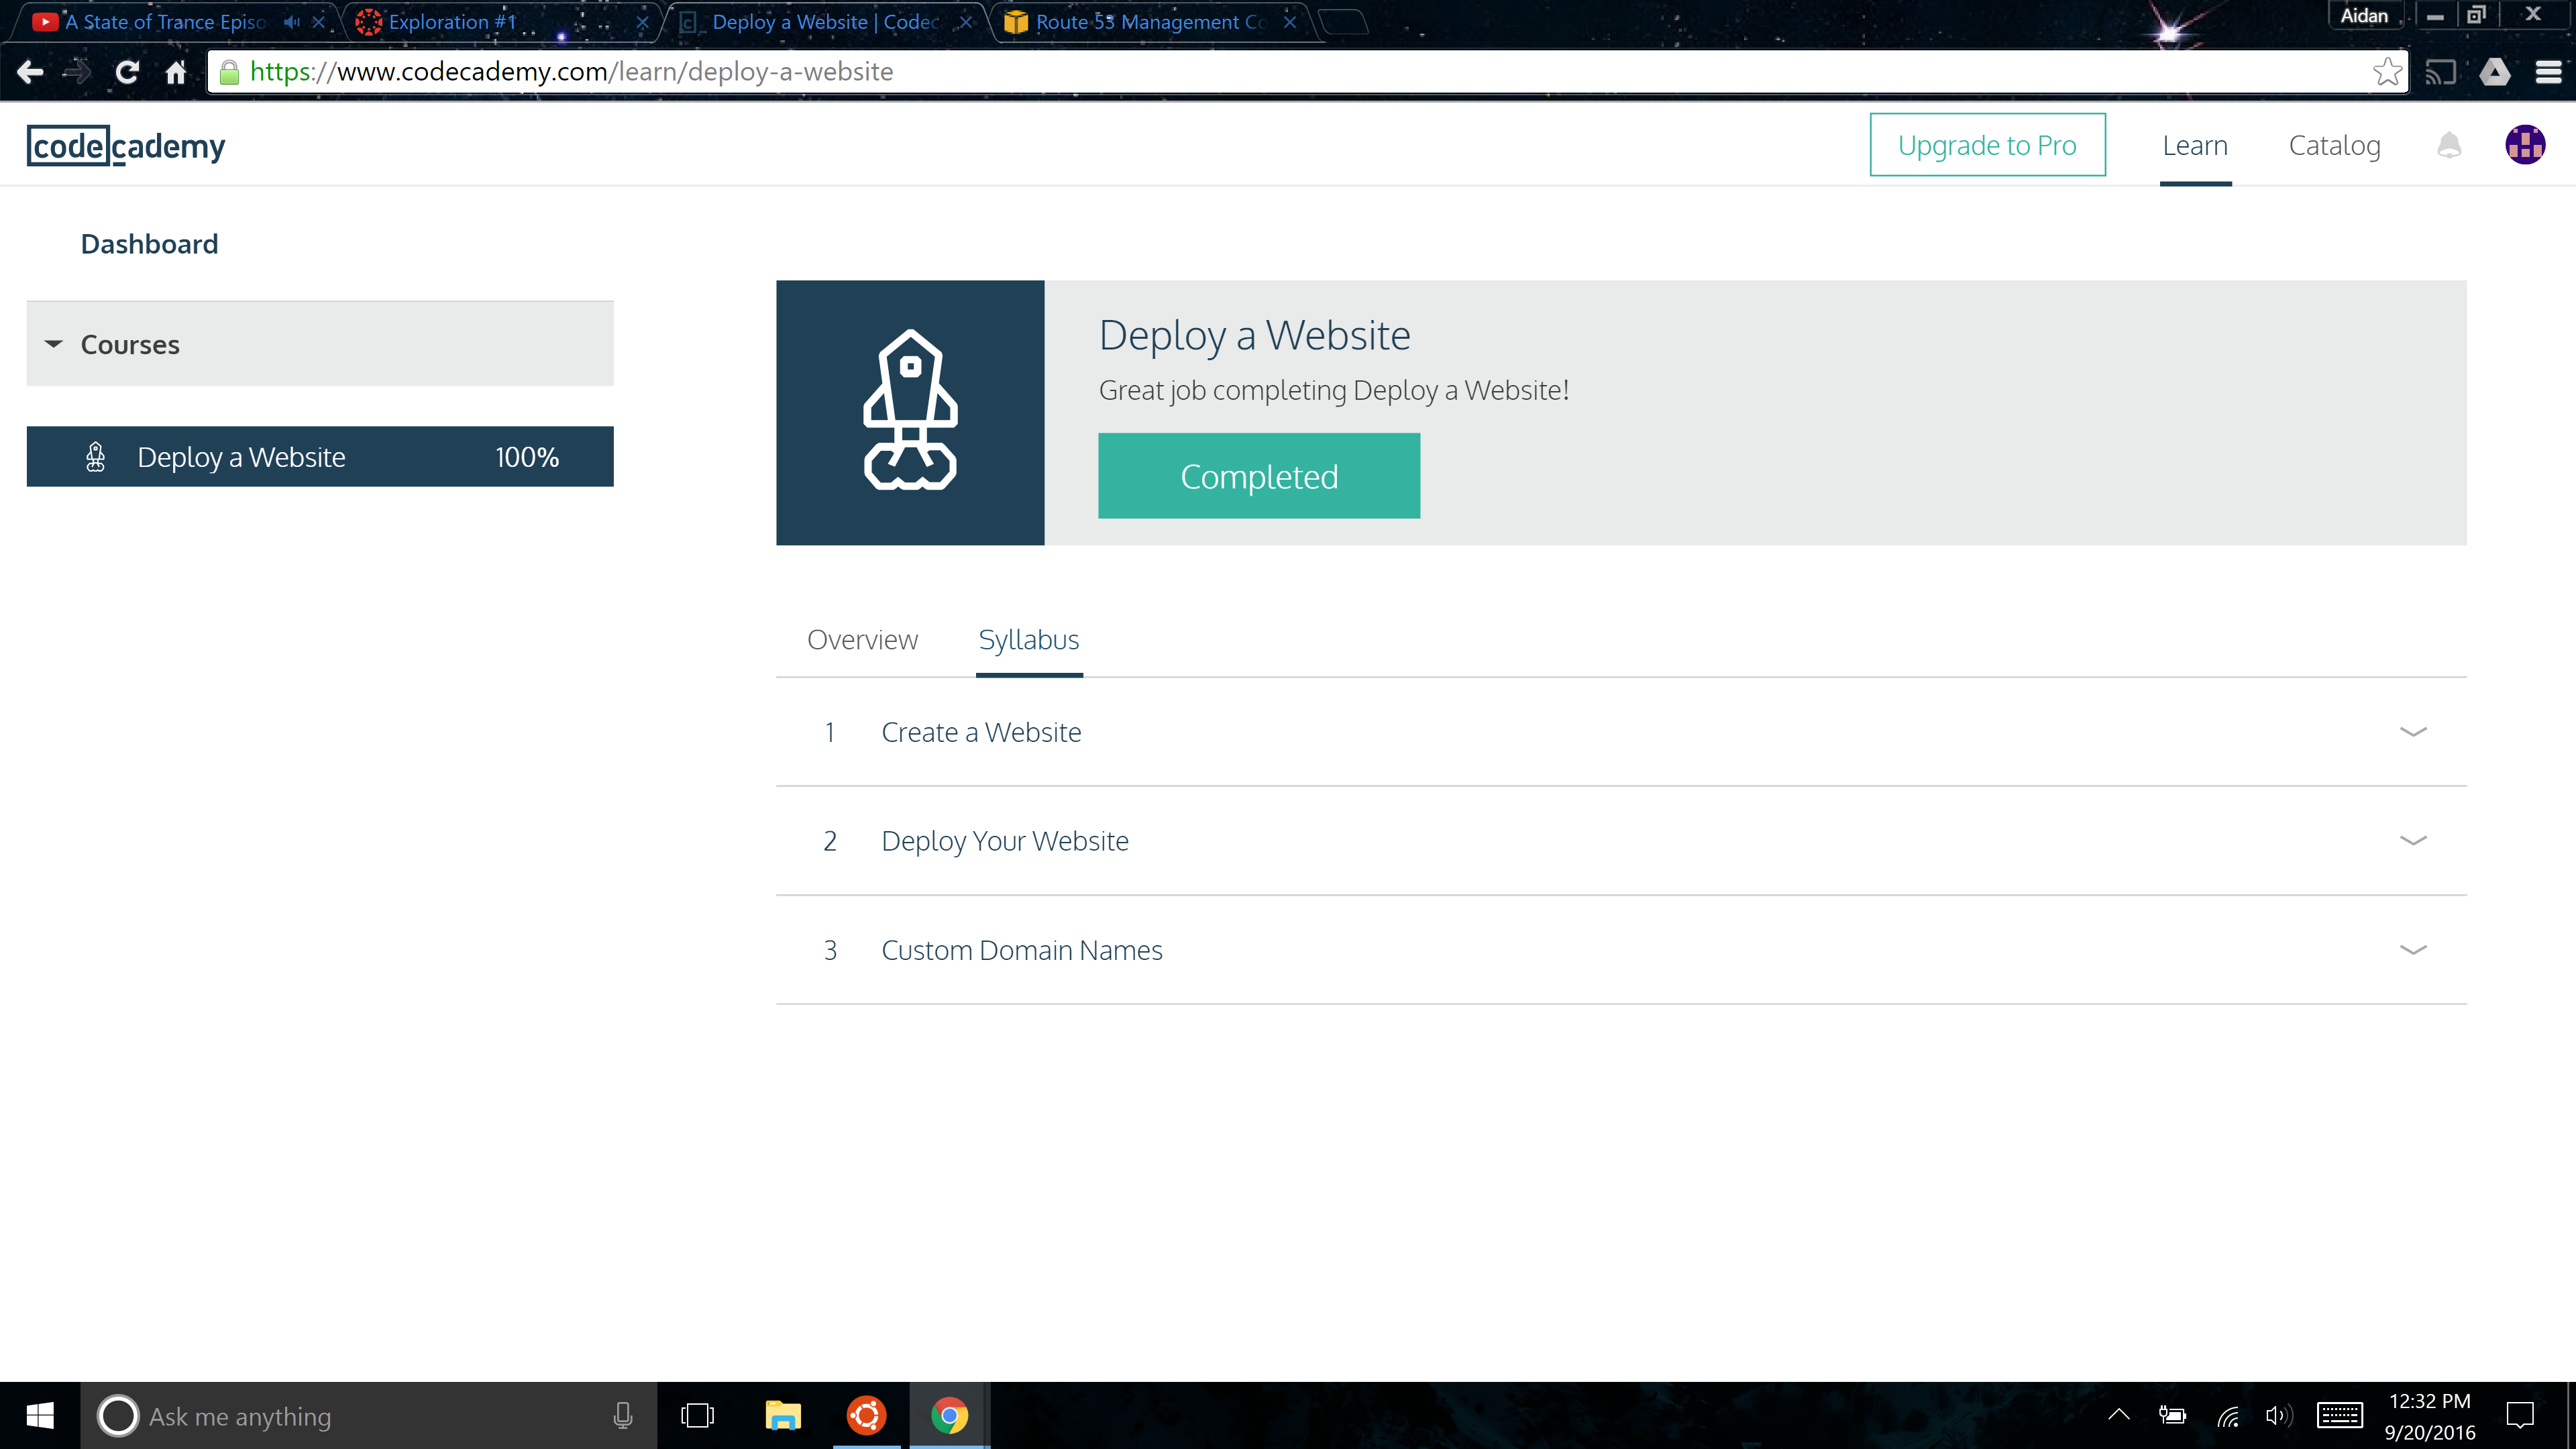 A State of Trance Episo
Exploration #1
Deploy a Website | Codec
Route 53 Management Co
Aidan
https://www.codecademy.com/learn/deploy-a-website
codecademy
Upgrade to Pro
Learn
Catalog
Dashboard
Courses
Deploy a Website 100%
Deploy a Website
Great job completing Deploy a Website!
Completed
Overview
Syllabus
1 Create a Website
2 Deploy Your Website
3 Custom Domain Names
Ask me anything
12:32 PM
9/20/2016